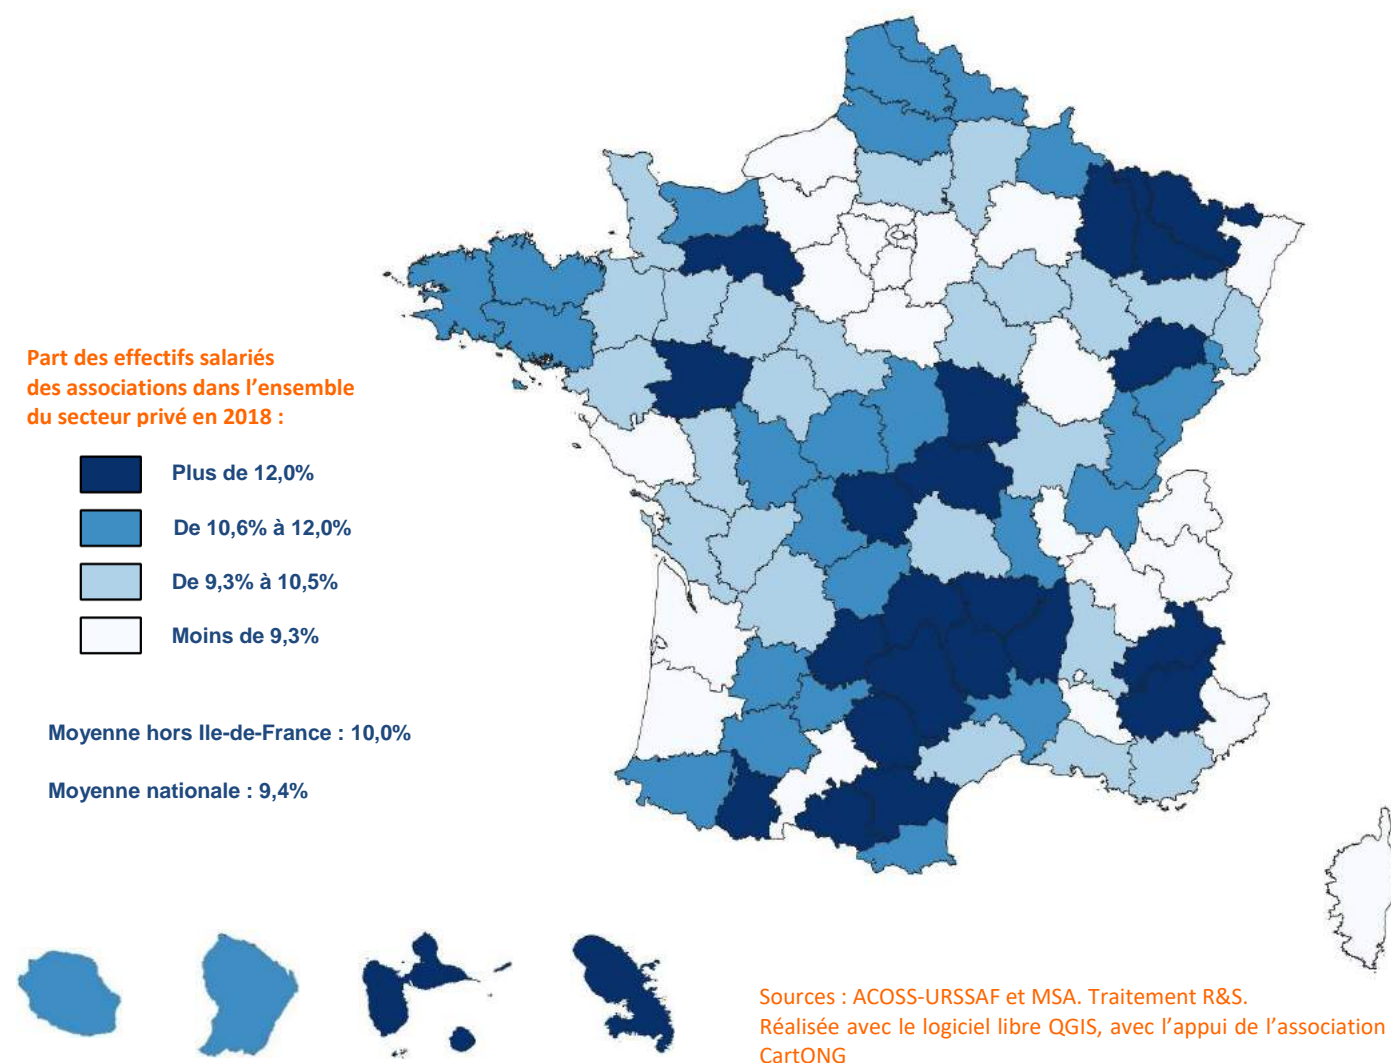 Part des effectifs salariés
des associations dans l’ensemble
du secteur privé en 2018 :
Plus de 12,0%
De 10,6% à 12,0%
De 9,3% à 10,5%
Moins de 9,3%
Moyenne hors Ile-de-France : 10,0%
Moyenne nationale : 9,4%
Sources : ACOSS-URSSAF et MSA. Traitement R&S.
Réalisée avec le logiciel libre QGIS, avec l’appui de l’association
CartONG